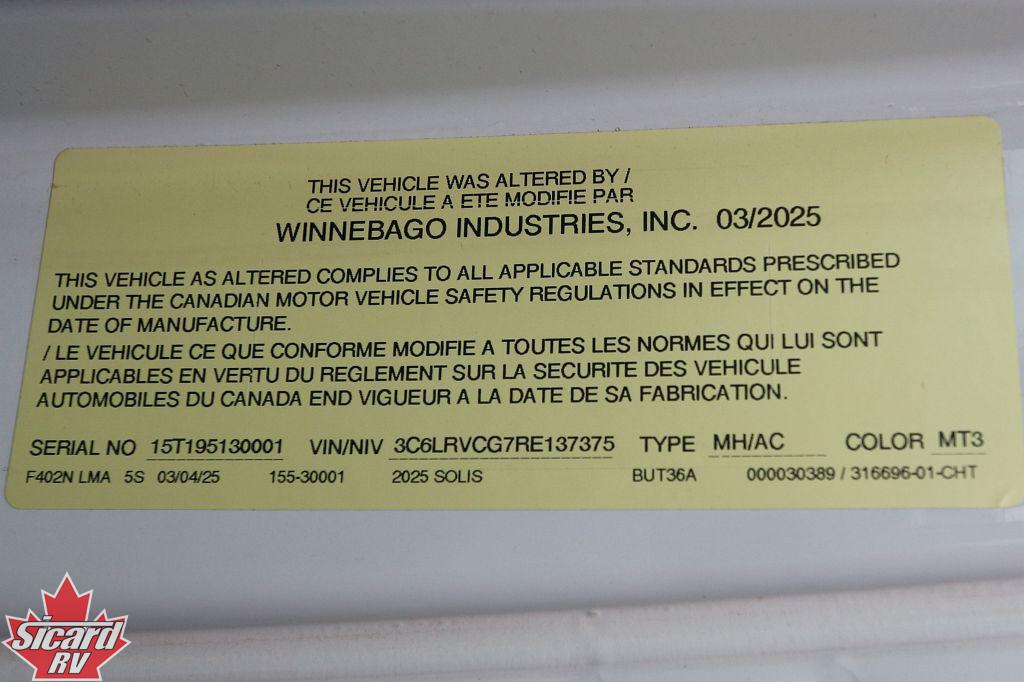 THIS VEHICLE WAS ALTERED BY /
CE VEHICULE A ETE MODIFIE PAR
WINNEBAGO INDUSTRIES, INC. 03/2025
THIS VEHICLE AS ALTERED COMPLIES TO ALL APPLICABLE STANDARDS PRESCRIBED
UNDER THE CANADIAN MOTOR VEHICLE SAFETY REGULATIONS IN EFFECT ON THE
DATE OF MANUFACTURE.
/ LE VEHICULE CE QUE CONFORME MODIFIE A TOUTES LES NORMES QUI LUI SONT
APPLICABLES EN VERTU DU REGLEMENT SUR LA SECURITE DES VEHICULE
AUTOMOBILES DU CANADA END VIGUEUR A LA DATE DE SA FABRICATION.
SERIAL NO 15T195130001 VIN/NIV 3C6LRVCG7RE137375 TYPE MH/AC COLOR MT3
F402N LMA 5S 03/04/25 155-30001 2025 SOLIS BUT36A 000030389 / 316696-01-CHT
Sicard
RV